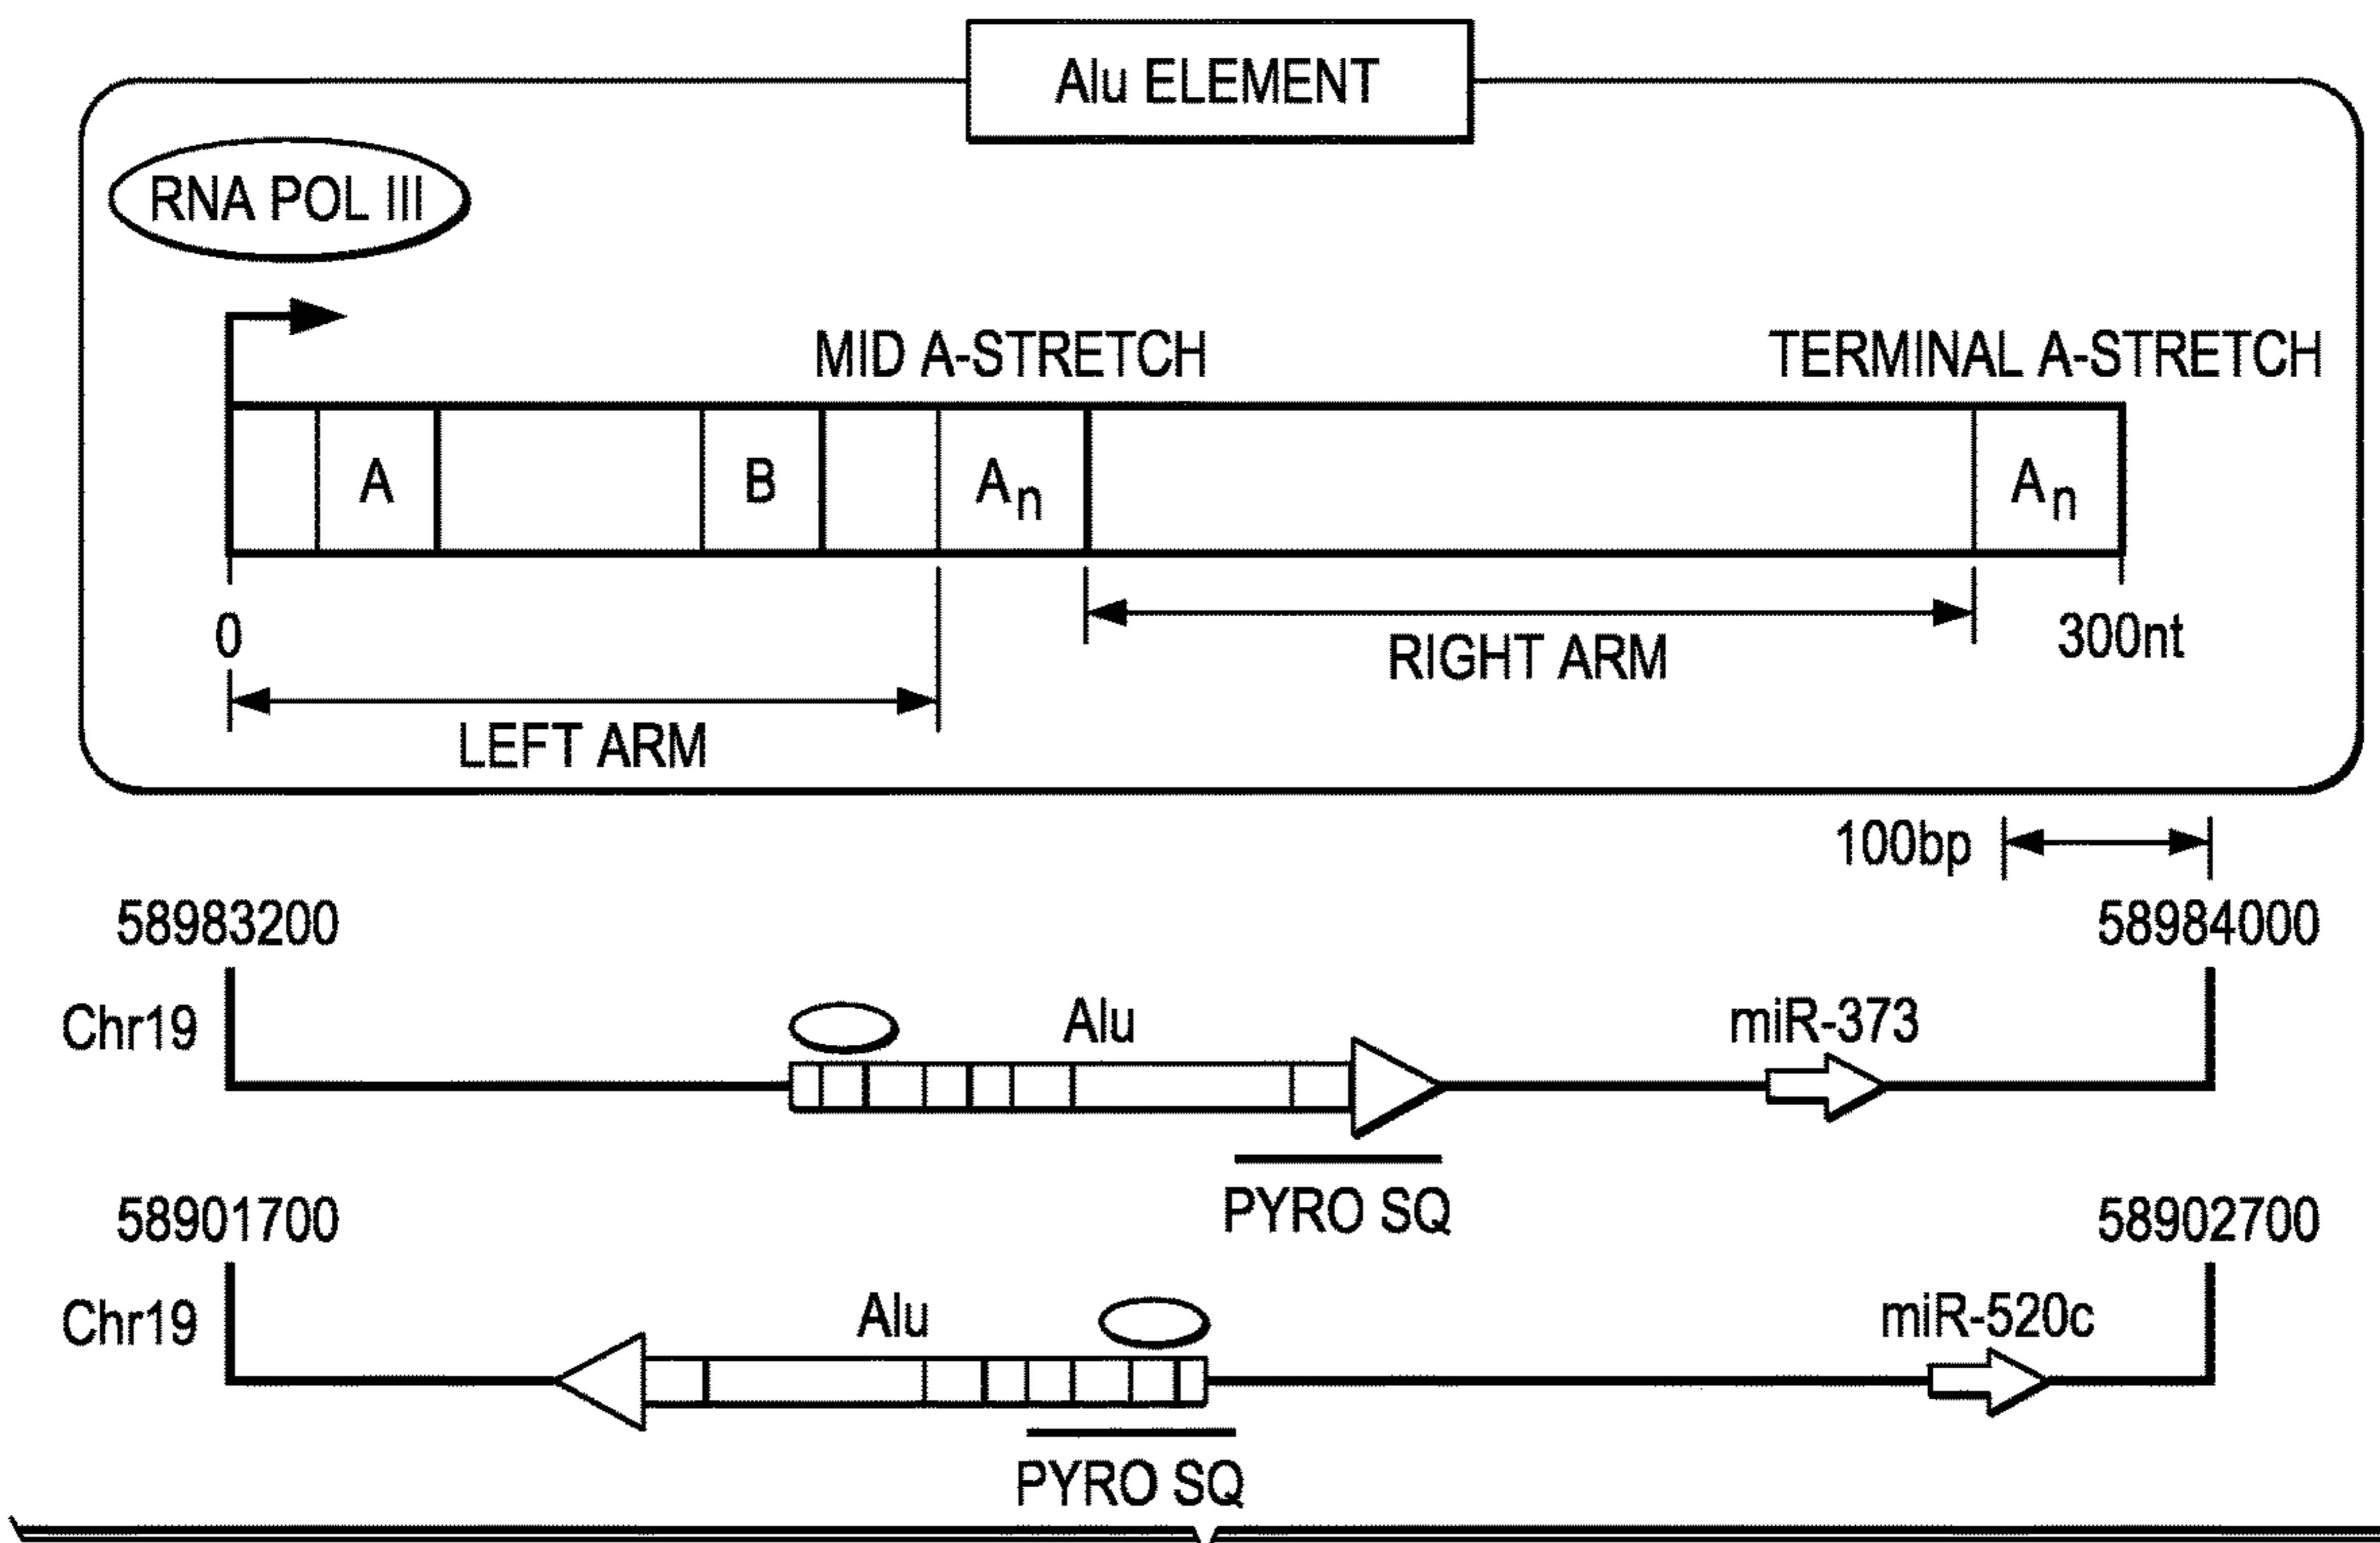 Alu ELEMENT
RNA POL III
MID A-STRETCH
TERMINAL A-STRETCH
A
B
An
An
0
300nt
RIGHT ARM
LEFT ARM
100bp
58983200
58984000
Chr19
Alu
miR-373
PYRO SQ
58901700
58902700
Chr19
Alu
miR-520c
PYRO SQ